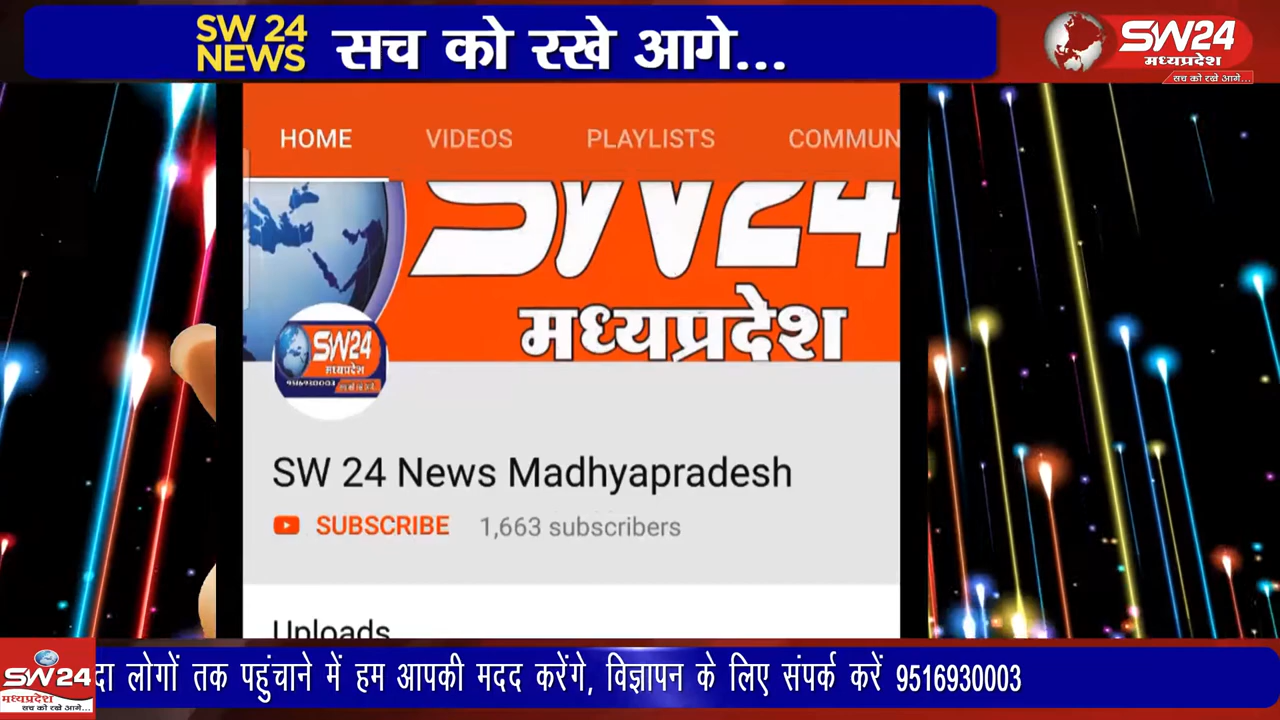 SW 24
NEWS
सच को रखे आगे...
SW24
मध्यप्रदेश
सच को रखे आगे...
HOME VIDEOS PLAYLISTS COMMUN
SW24
मध्यप्रदेश
SW24
मध्यप्रदेश
9516930003
SW 24 News Madhyapradesh
SUBSCRIBE 1,663 subscribers
Uploads
SW24
मध्यप्रदेश
सच को रखे आगे...
दा लोगों तक पहुंचाने में हम आपकी मदद करेंगे, विज्ञापन के लिए संपर्क करें 9516930003